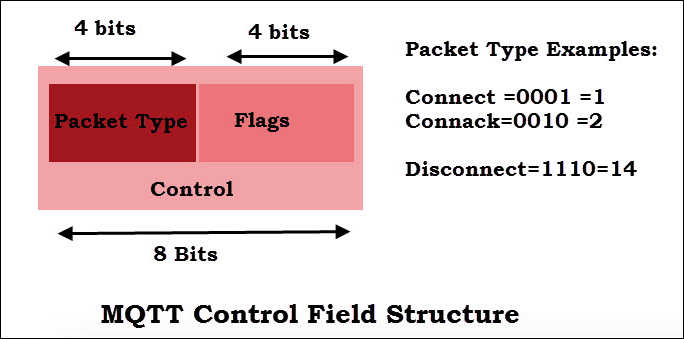 4 bits
4 bits
Packet Type
Flags
Control
8 Bits
Packet Type Examples:
Connect =0001 =1
Connack=0010 =2
Disconnect=1110=14
MQTT Control Field Structure